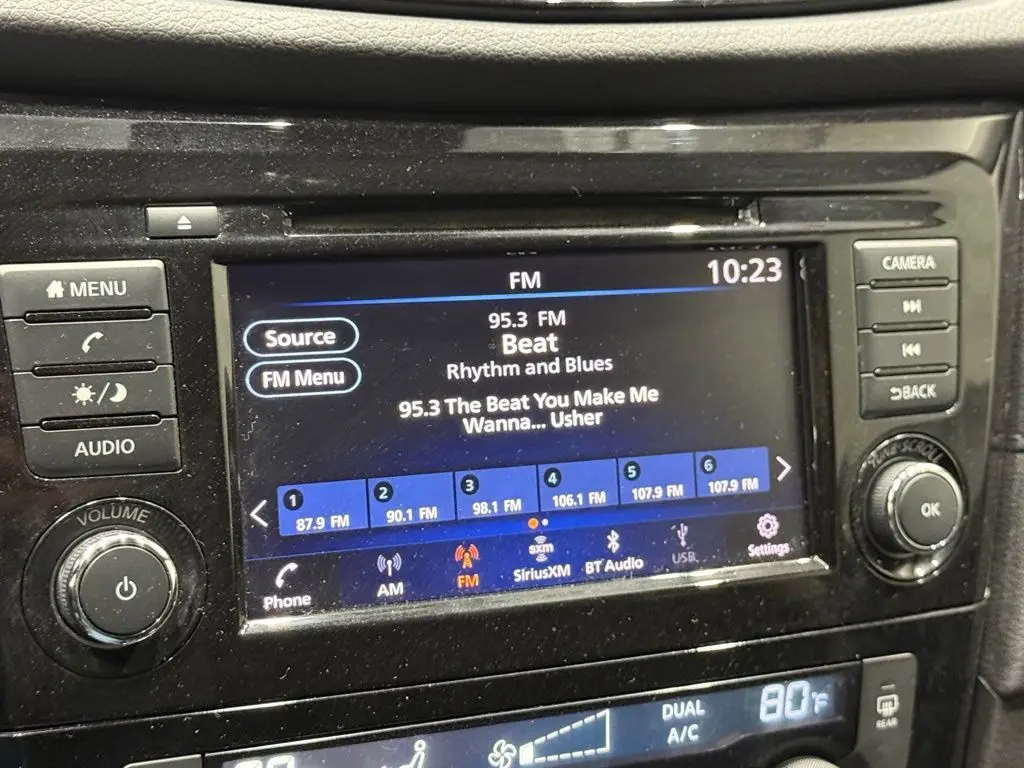 MENU
AUDIO
VOLUME
FM
10:23
Source
FM Menu
95.3 FM
Beat
Rhythm and Blues
95.3 The Beat You Make Me
Wanna... Usher
1
87.9 FM
2
90.1 FM
3
98.1 FM
4
106.1 FM
5
107.9 FM
6
107.9 FM
Phone
AM
FM
sxm
SiriusXM
BT Audio
USB
Settings
CAMERA
BACK
TUNE·SCROLL
OK
DUAL
A/C
80°F
REAR